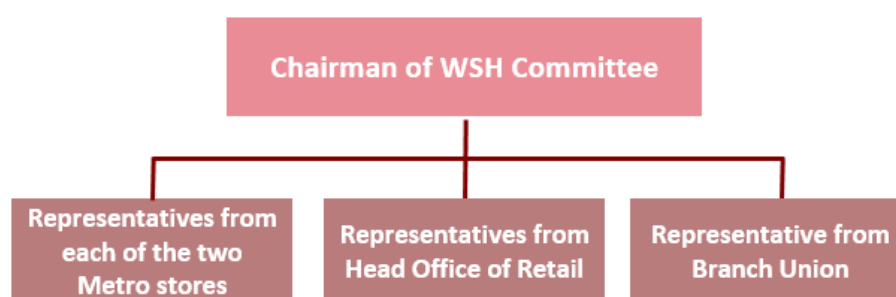 Chairman of WSH Committee
Representatives from
each of the two
Metro stores
Representatives from
Head Office of Retail
Representative from
Branch Union